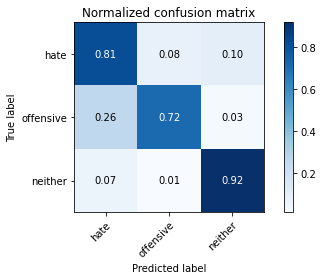 Normalized confusion matrix
True label
hate
0.81 0.08 0.10
offensive
0.26 0.72 0.03
neither
0.07 0.01 0.92
hate
offensive
neither
Predicted label
0.8
0.6
0.4
0.2